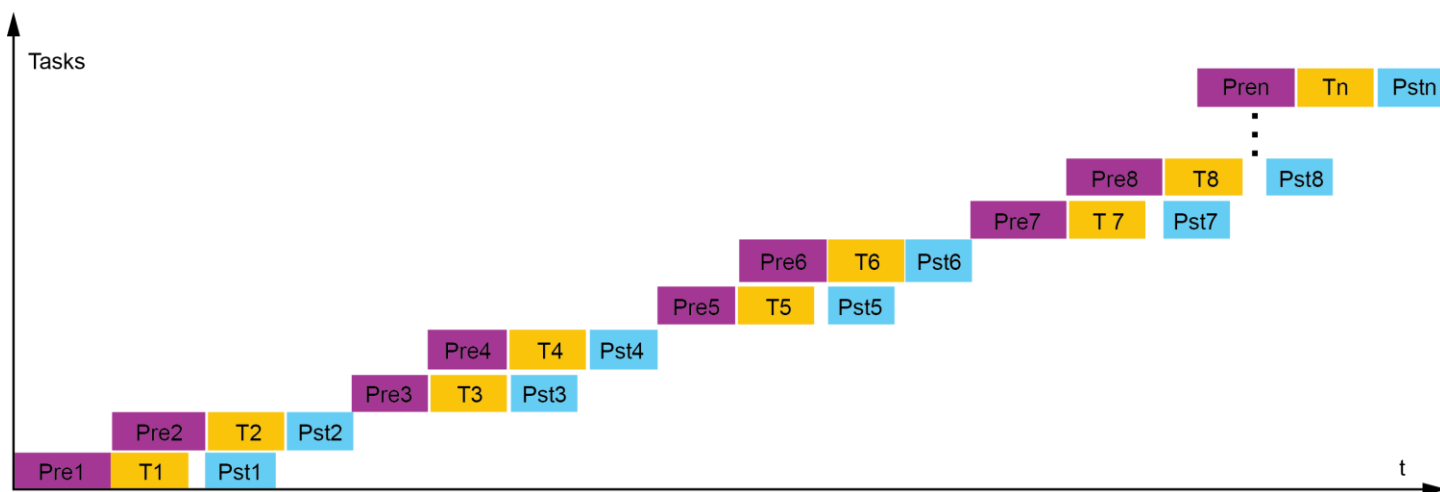 Tasks
Pren Tn Pstn
Pre8 T8 Pst8
Pre7 T 7 Pst7
Pre6 T6 Pst6
Pre5 T5 Pst5
Pre4 T4 Pst4
Pre3 T3 Pst3
Pre2 T2 Pst2
Pre1 T1 Pst1
t